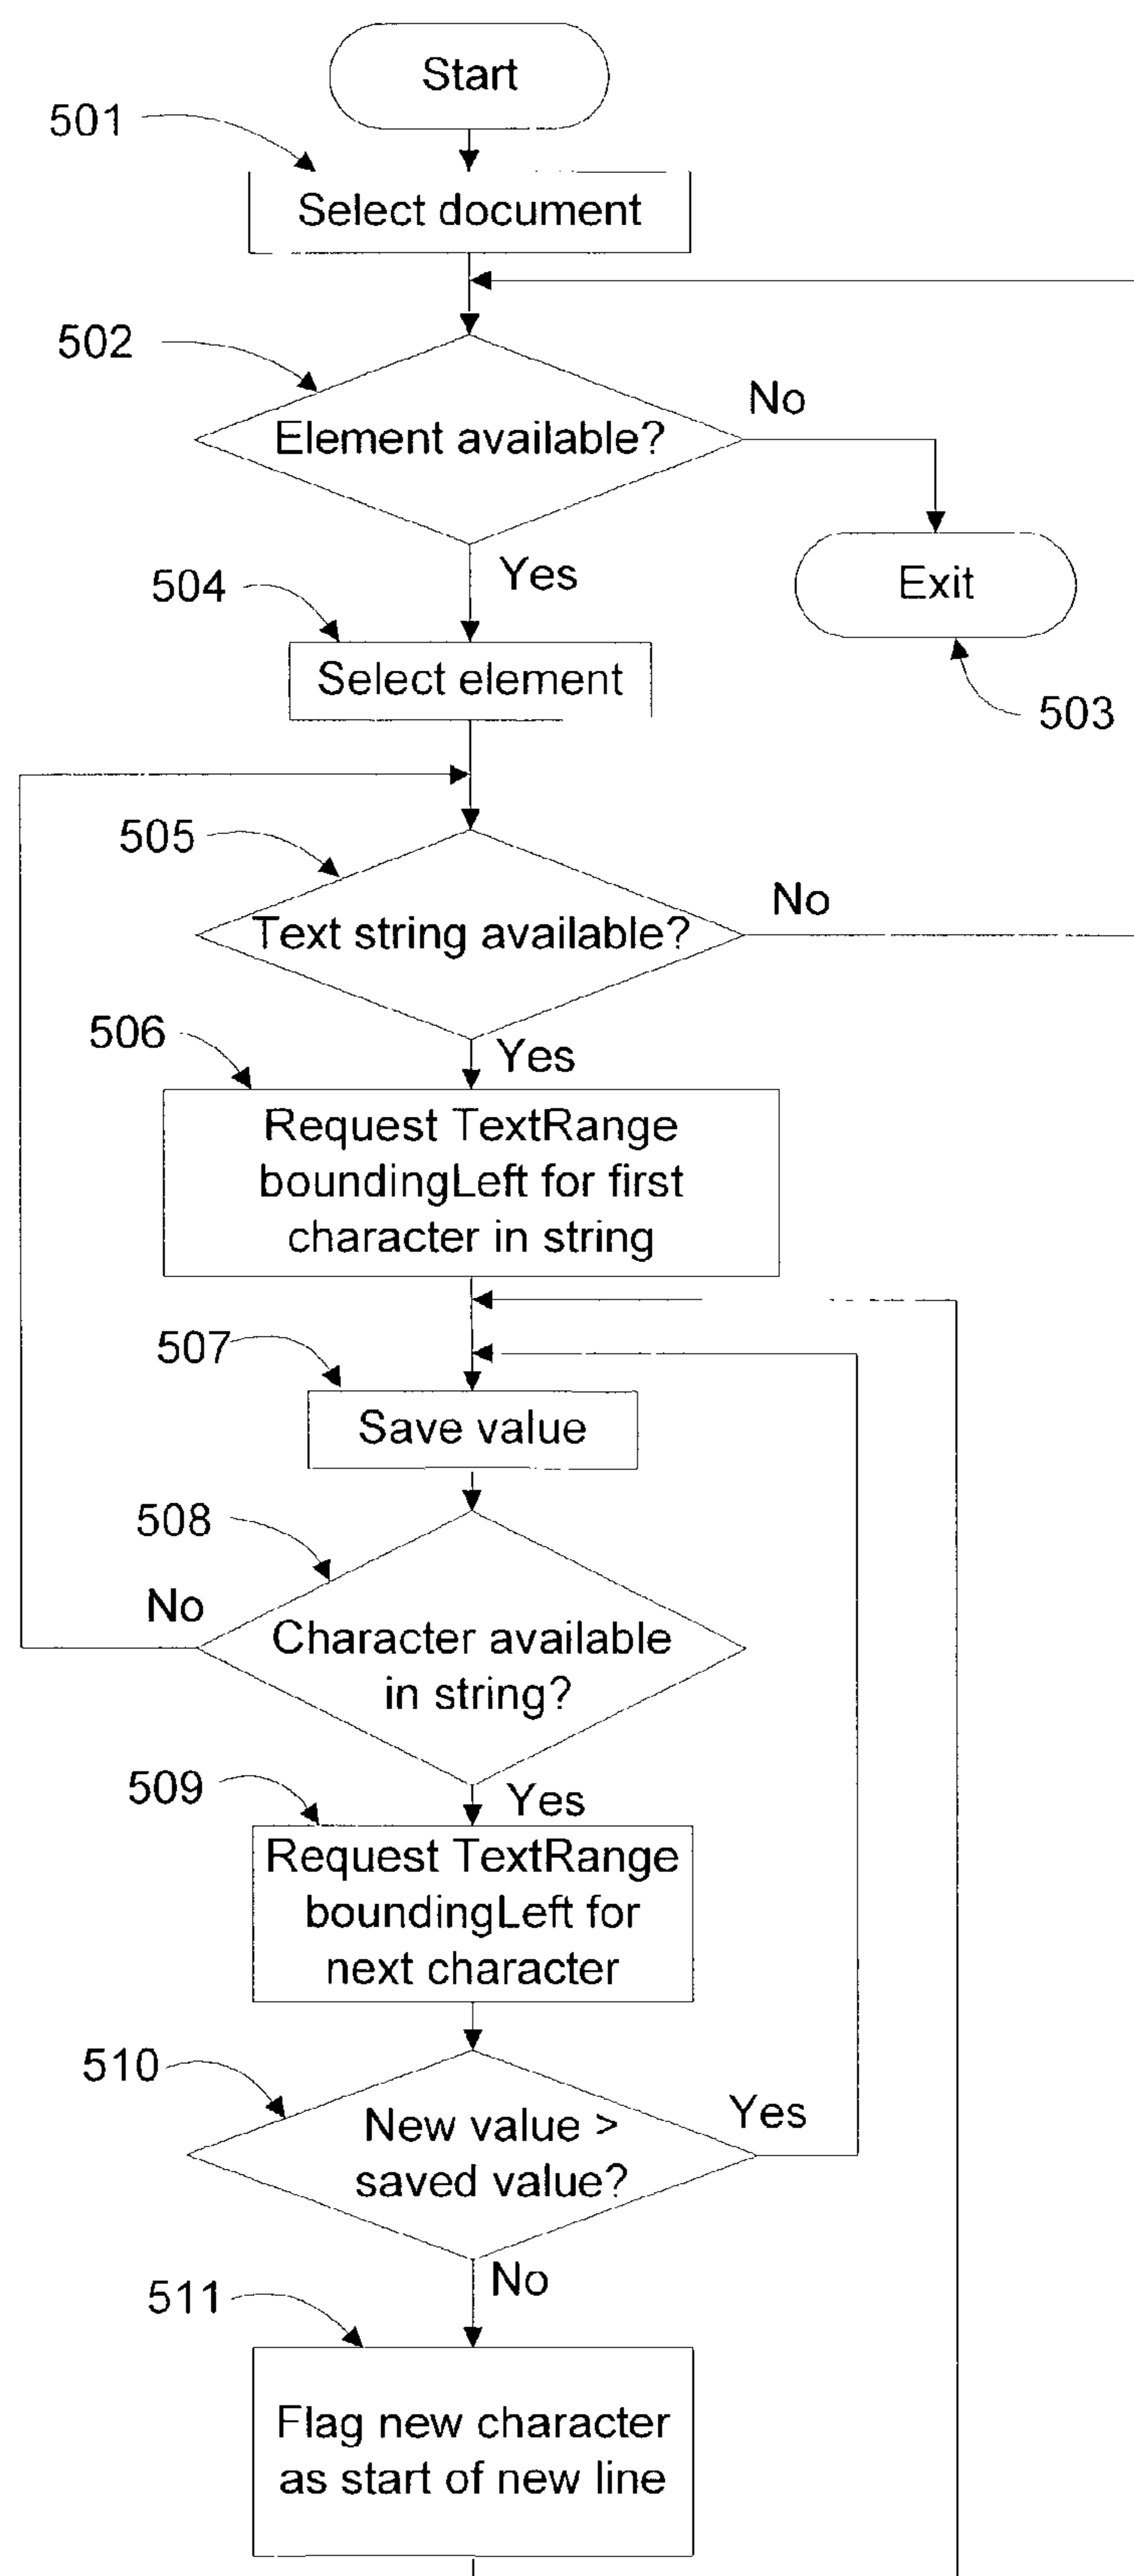 Start
501
Select document
502
Element available?
No
Yes
Exit
503
504
Select element
505
Text string available?
No
Yes
506
Request TextRange
boundingLeft for first
character in string
507
Save value
508
No
Character available
in string?
Yes
509
Request TextRange
boundingLeft for
next character
510
New value >
saved value?
Yes
No
511
Flag new character
as start of new line